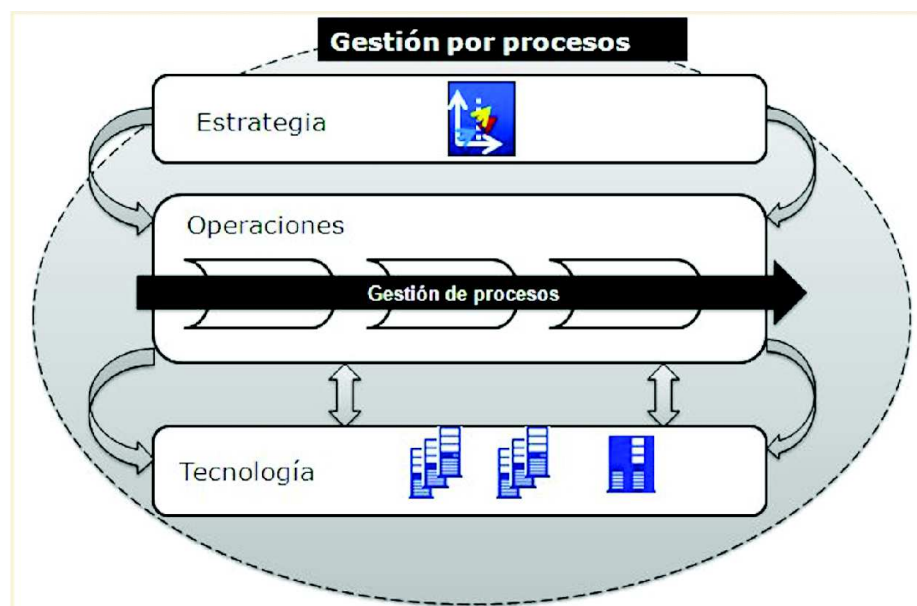 Gestión por procesos
Estrategia
Operaciones
Gestión de procesos
Tecnología